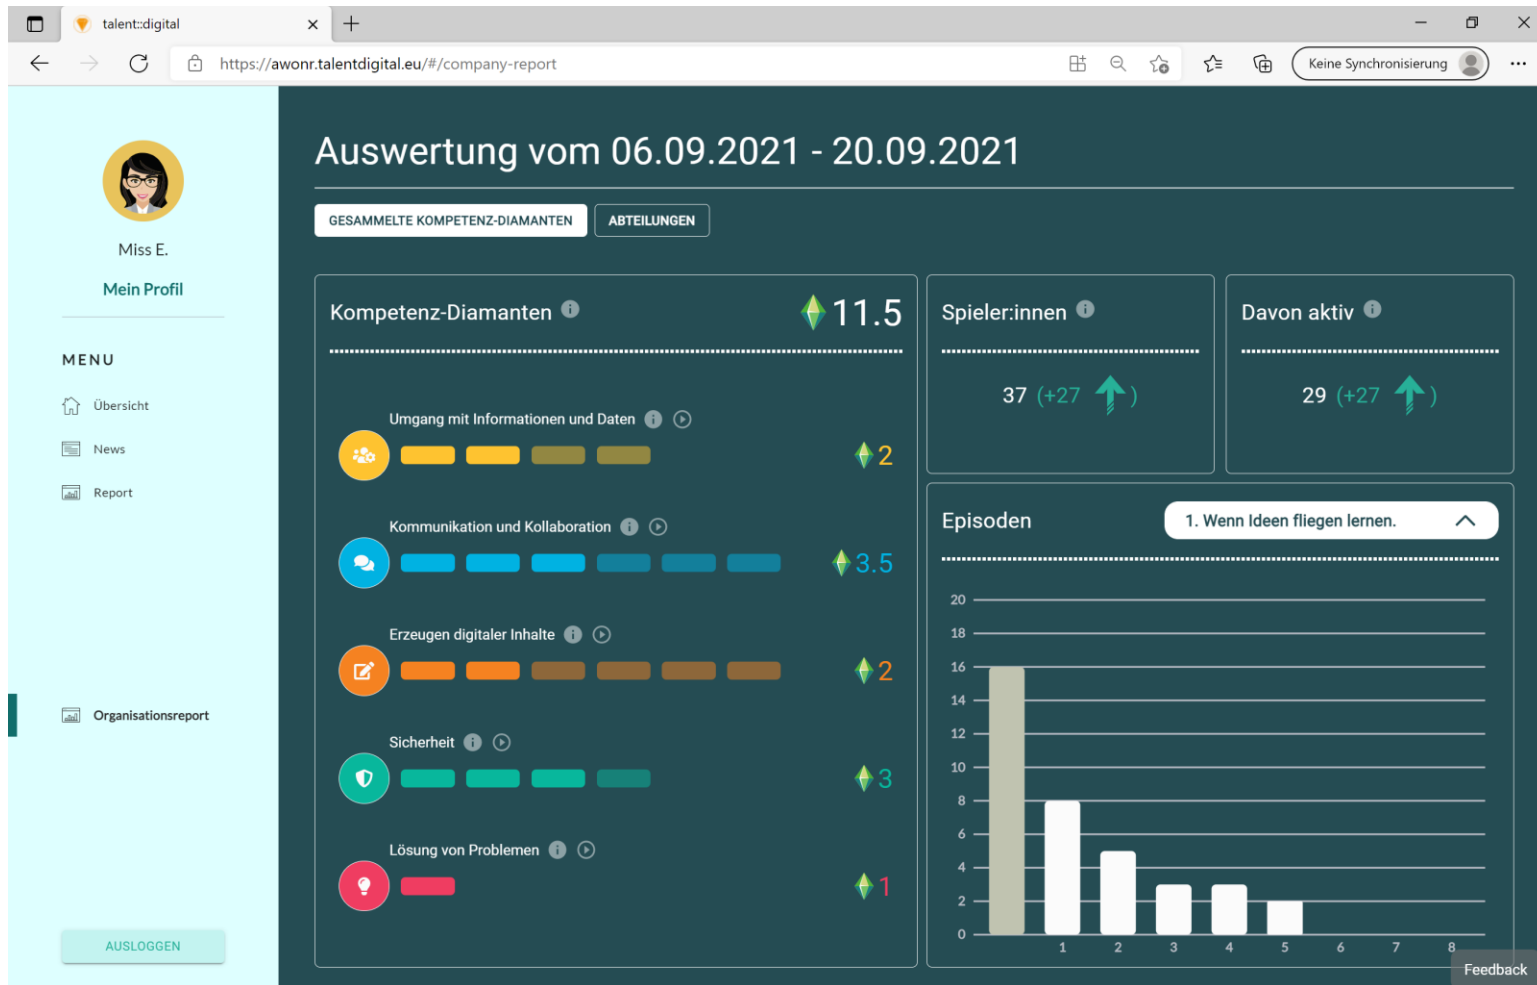 talent::digital
https://awonr.talentdigital.eu/#/company-report
Keine Synchronisierung
Miss E.
Mein Profil
MENU
Übersicht
News
Report
Organisationsreport
AUSLOGGEN
Auswertung vom 06.09.2021 - 20.09.2021
GESAMMELTE KOMPETENZ-DIAMANTEN
ABTEILUNGEN
Kompetenz-Diamanten
11.5
Umgang mit Informationen und Daten
2
Kommunikation und Kollaboration
3.5
Erzeugen digitaler Inhalte
2
Sicherheit
3
Lösung von Problemen
1
Spieler:innen
37 (+27 )
Davon aktiv
29 (+27 )
Episoden
1. Wenn Ideen fliegen lernen.
20
18
16
14
12
10
8
6
4
2
0
1 2 3 4 5 6 7 8
Feedback